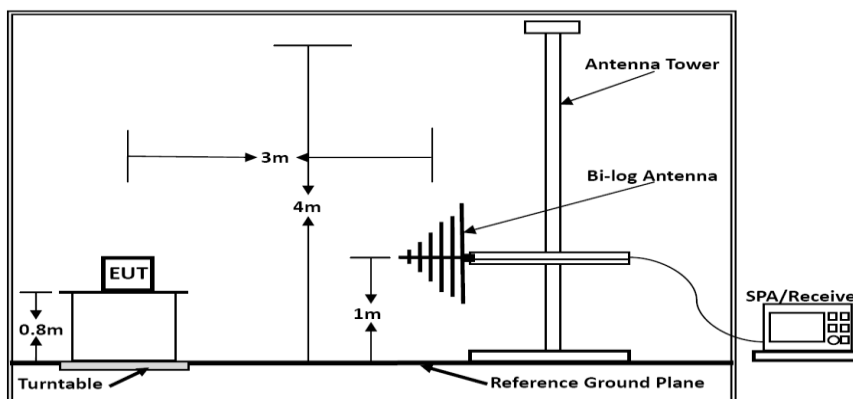 Antenna Tower
3m
Bi-log Antenna
4m
EUT
SPA/Receive
0.8m
1m
Turntable
Reference Ground Plane